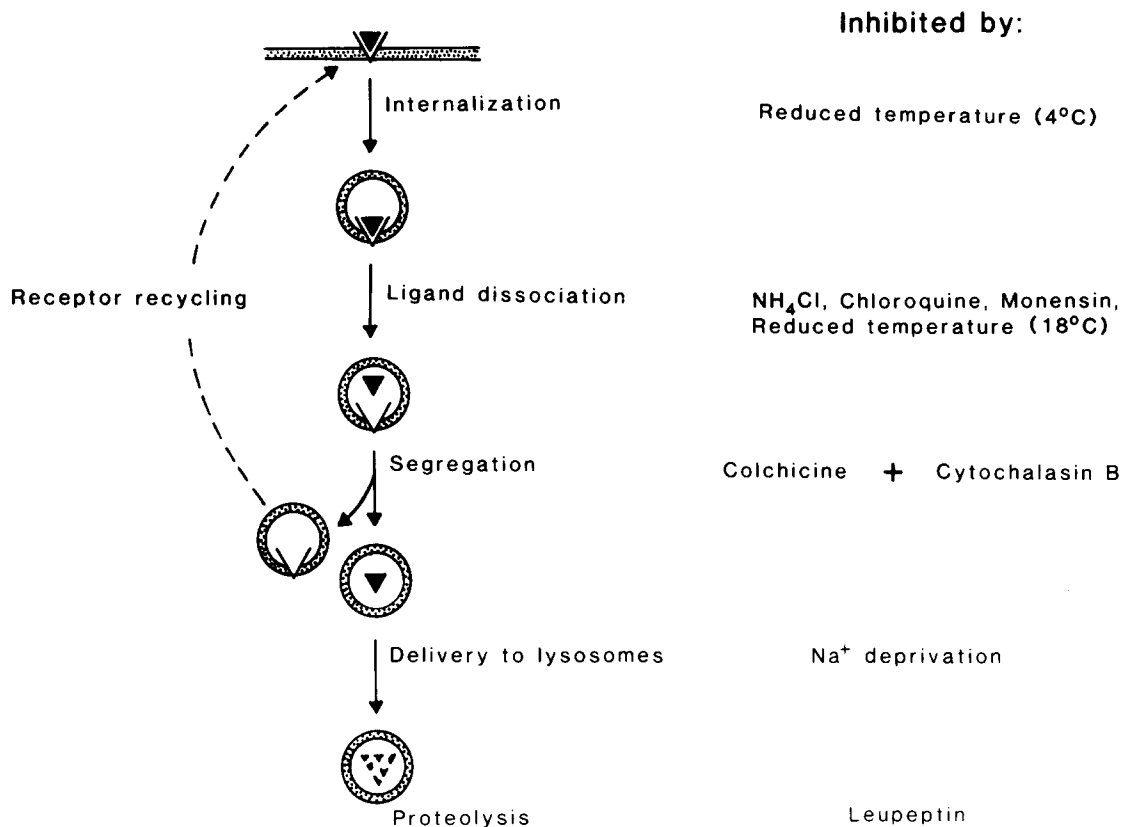 Inhibited by:
Internalization
Reduced temperature (4°C)
Receptor recycling
Ligand dissociation
NH₄Cl, Chloroquine, Monensin,
Reduced temperature (18°C)
Segregation
Colchicine + Cytochalasin B
Delivery to lysosomes
Na⁺ deprivation
Proteolysis
Leupeptin